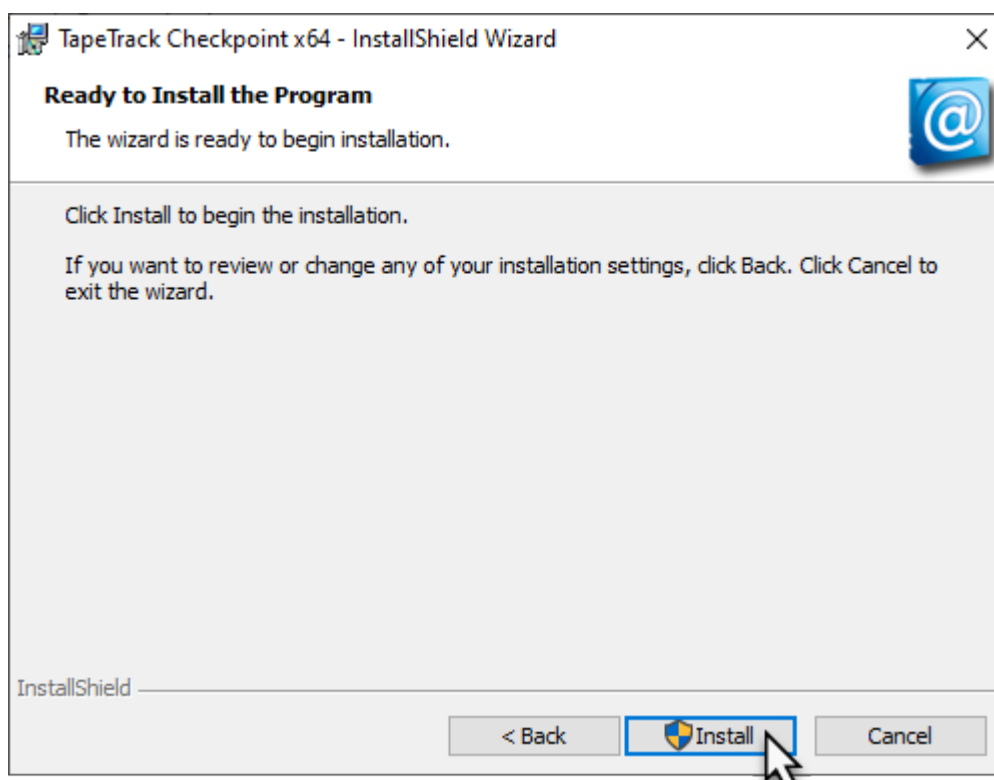 TapeTrack Checkpoint x64 - InstallShield Wizard
Ready to Install the Program
The wizard is ready to begin installation.
@
Click Install to begin the installation.
If you want to review or change any of your installation settings, click Back. Click Cancel to
exit the wizard.
InstallShield
< Back
Install
Cancel